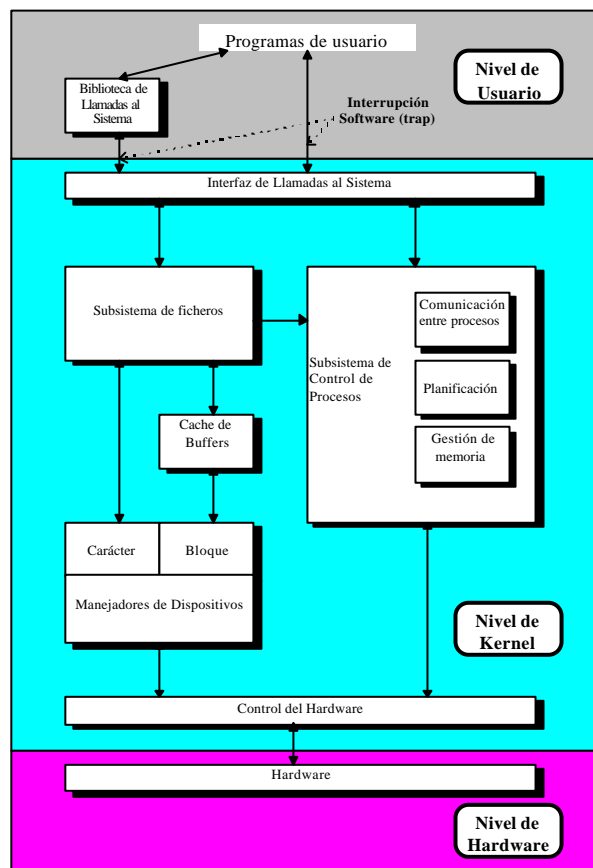 Programas de usuario
Nivel de
Usuario
Biblioteca de
Llamadas al
Sistema
Interrupción
Software (trap)
Interfaz de Llamadas al Sistema
Subsistema de ficheros
Subsistema de
Control de
Procesos
Comunicación
entre procesos
Planificación
Gestión de
memoria
Cache de
Buffers
Carácter
Bloque
Manejadores de Dispositivos
Nivel de
Kernel
Control del Hardware
Hardware
Nivel de
Hardware